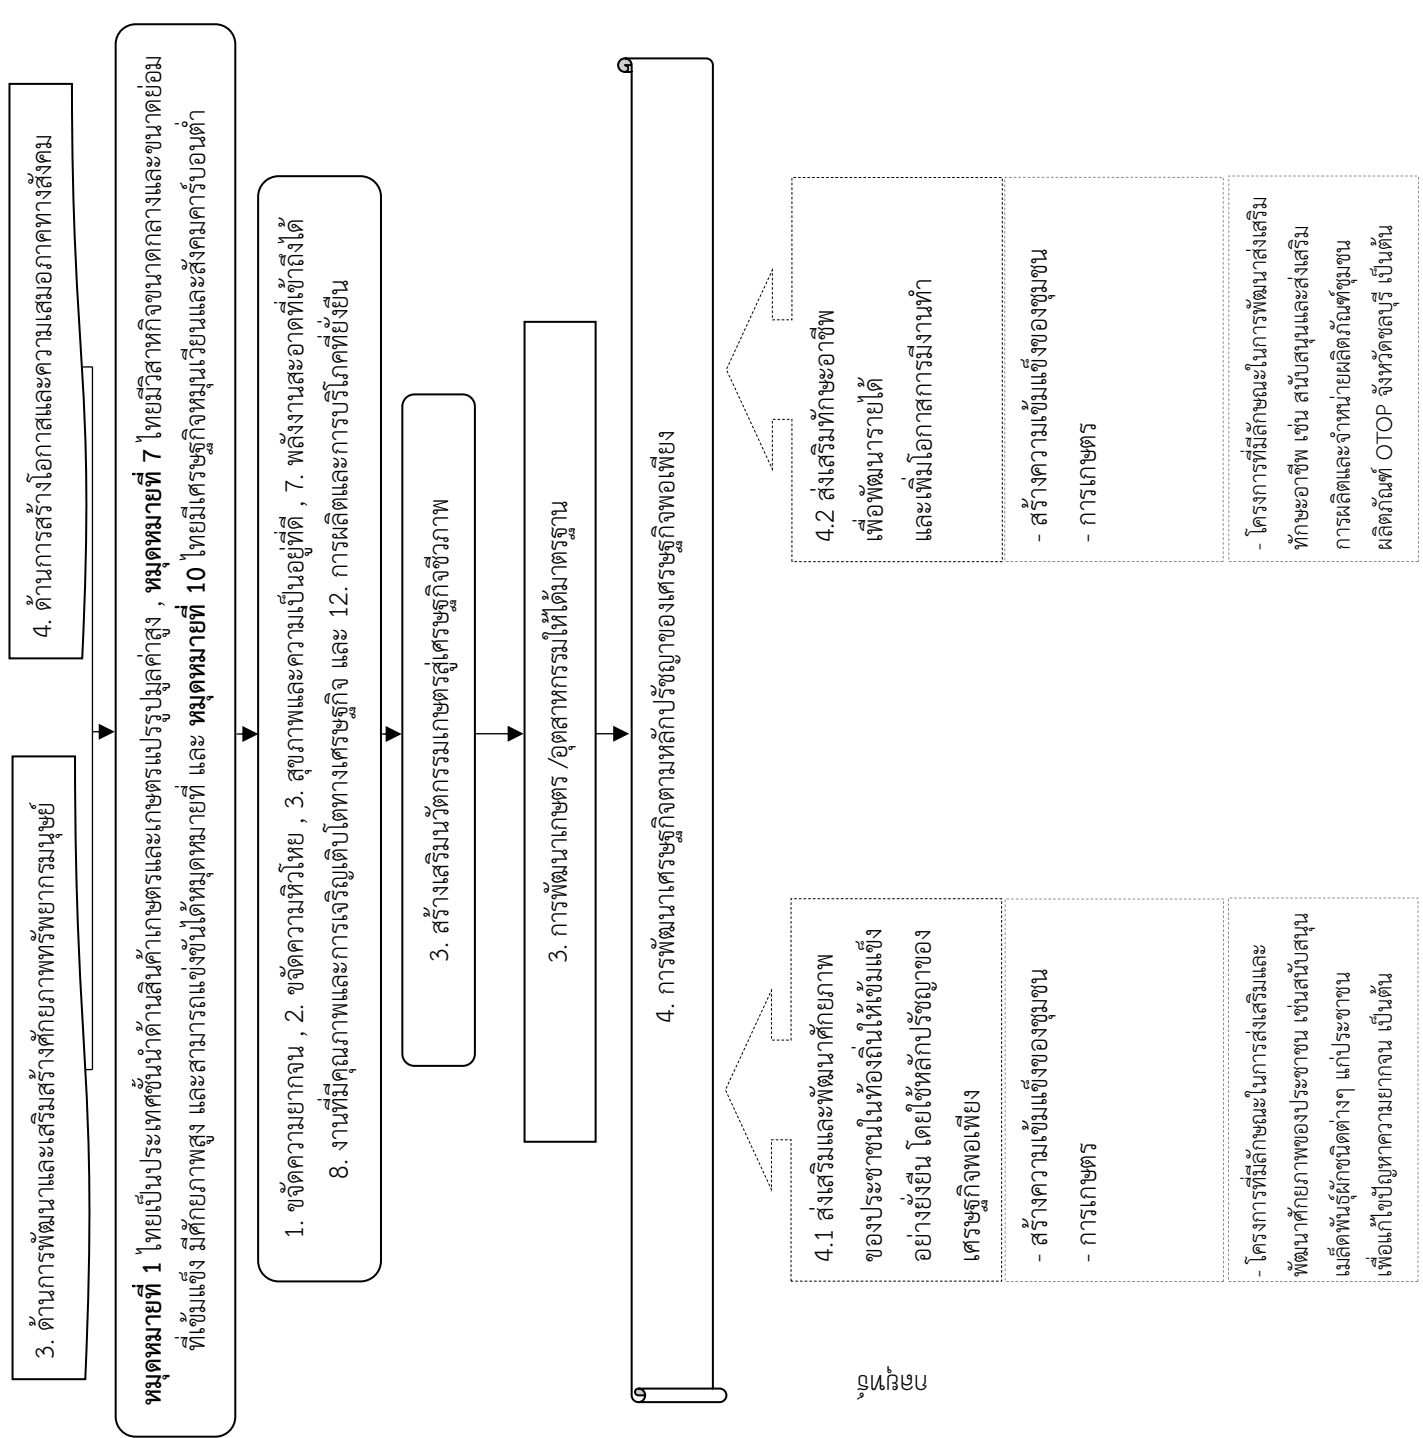 3. ด้านการพัฒนาและเสริมสร้างศักยภาพทรัพยากรมนุษย์
4. ด้านการสร้างโอกาสและความเสมอภาคทางสังคม
หมุดหมายที่ 1 ไทยเป็นประเทศชั้นนำด้านสินค้าเกษตรและเกษตรแปรรูปมูลค่าสูง , หมุดหมายที่ 7 ไทยมีวิสาหกิจขนาดกลางและขนาดย่อม
ที่เข้มแข็ง มีศักยภาพสูง และสามารถแข่งขันได้หมุดหมายที่ และ หมุดหมายที่ 10 ไทยมีเศรษฐกิจหมุนเวียนและสังคมคาร์บอนต่ำ
1. ขจัดความยากจน , 2. ขจัดความหิวโหย , 3. สุขภาพและความเป็นอยู่ที่ดี , 7. พลังงานสะอาดที่เข้าถึงได้
8. งานที่มีคุณภาพและการเจริญเติบโตทางเศรษฐกิจ และ 12. การผลิตและการบริโภคที่ยั่งยืน
3. สร้างเสริมนวัตกรรมเกษตรสู่เศรษฐกิจชีวภาพ
3. การพัฒนาเกษตร /อุตสาหกรรมให้ได้มาตรฐาน
4. การพัฒนาเศรษฐกิจตามหลักปรัชญาของเศรษฐกิจพอเพียง
กลยุทธ์
4.1 ส่งเสริมและพัฒนาศักยภาพ
ของประชาชนในท้องถิ่นให้เข้มแข็ง
อย่างยั่งยืน โดยใช้หลักปรัชญาของ
เศรษฐกิจพอเพียง
4.2 ส่งเสริมทักษะอาชีพ
เพื่อพัฒนารายได้
และเพิ่มโอกาสการมีงานทำ
- สร้างความเข้มแข็งของชุมชน
- การเกษตร
- สร้างความเข้มแข็งของชุมชน
- การเกษตร
- โครงการที่มีลักษณะในการส่งเสริมและ
พัฒนาศักยภาพของประชาชน เช่นสนับสนุน
เมล็ดพันธุ์ผักชนิดต่างๆ แก่ประชาชน
เพื่อแก้ไขปัญหาความยากจน เป็นต้น
- โครงการที่มีลักษณะในการพัฒนาส่งเสริม
ทักษะอาชีพ เช่น สนับสนุนและส่งเสริม
การผลิตและจำหน่ายผลิตภัณฑ์ชุมชน
ผลิตภัณฑ์ OTOP จังหวัดชลบุรี เป็นต้น